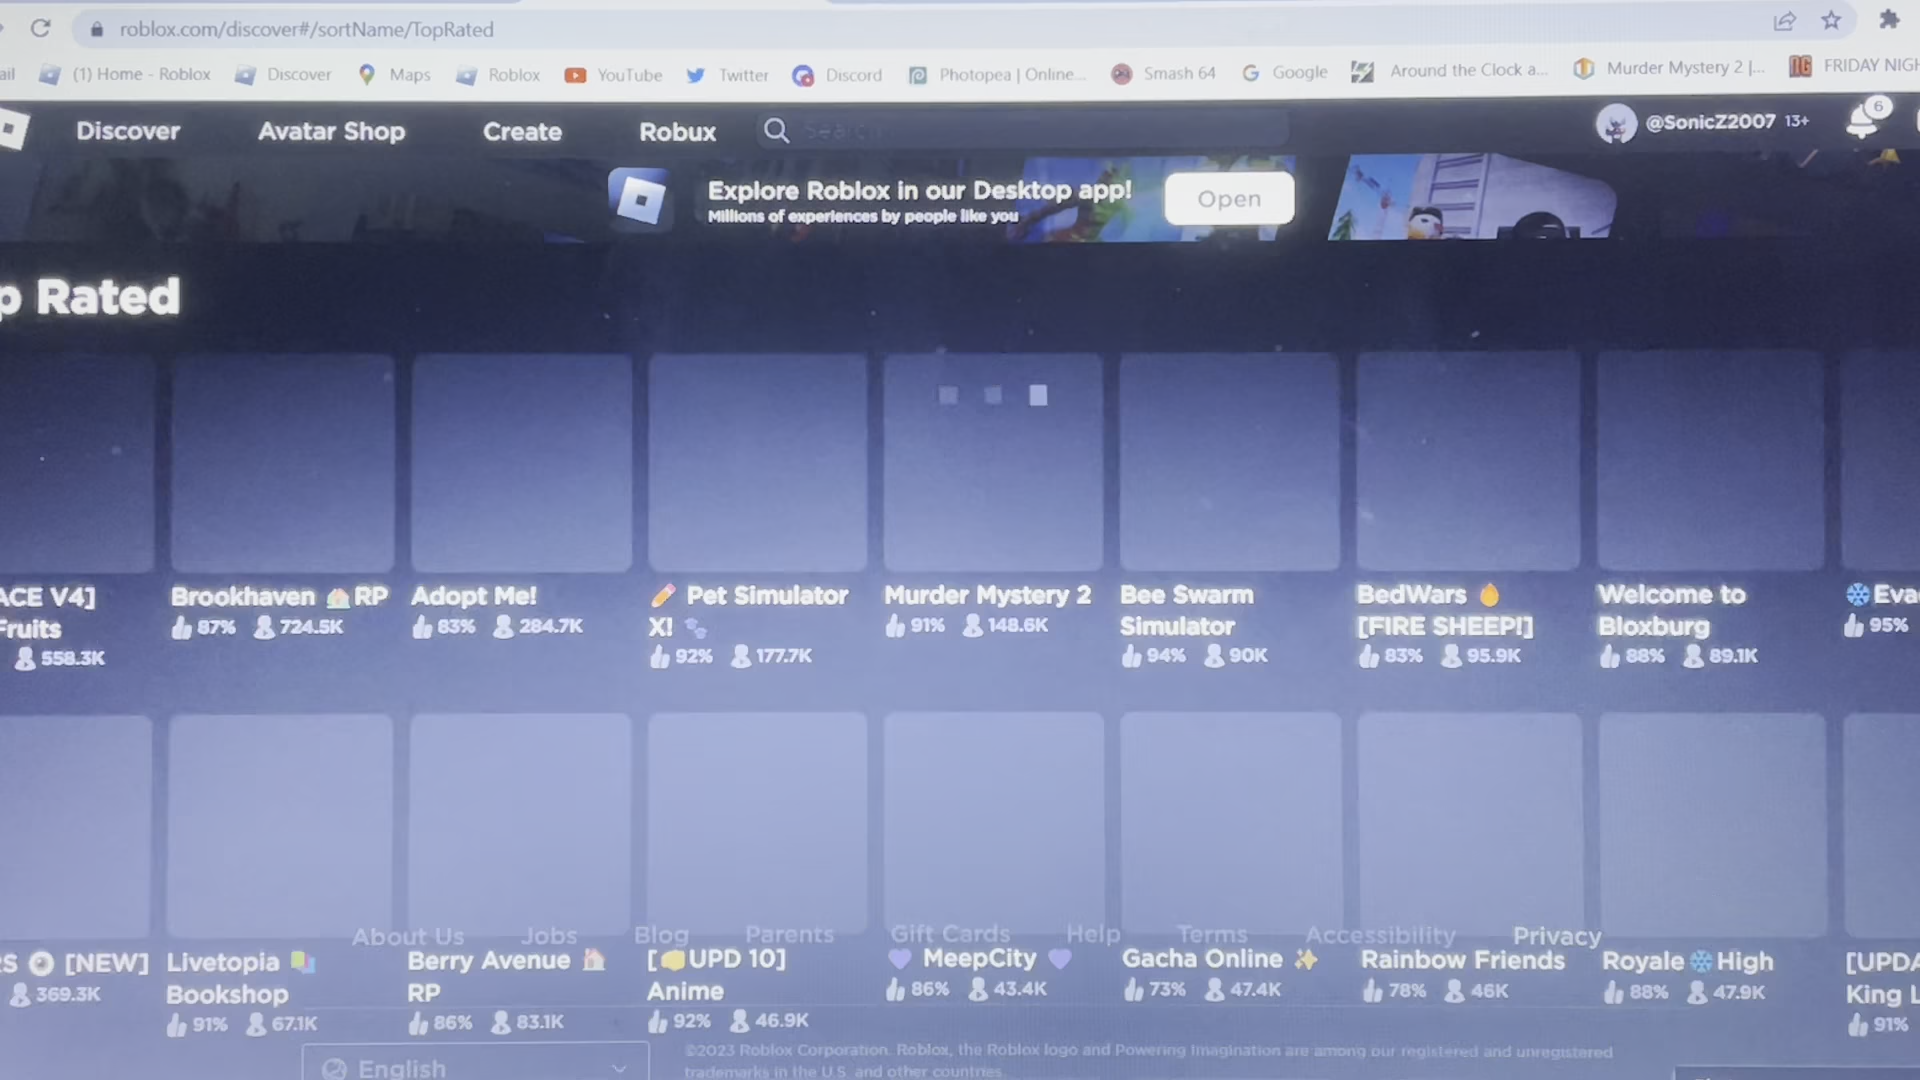 roblox.com/discover#/sortName/TopRated
ail (1) Home - Roblox Discover Maps Roblox YouTube Twitter Discord Photopea | Online... Smash 64 Google Around the Clock a... Murder Mystery 2 |... FRIDAY NIGH
Discover Avatar Shop Create Robux Search @SonicZ2007 13+ 6
Explore Roblox in our Desktop app!
Millions of experiences by people like you
Open
p Rated
ACE V4]
Fruits
558.3K
Brookhaven 🏠RP
87% 724.5K
Adopt Me!
83% 284.7K
✏️ Pet Simulator
X! 🐾
92% 177.7K
Murder Mystery 2
91% 148.6K
Bee Swarm
Simulator
94% 90K
BedWars 🔥
[FIRE SHEEP!]
83% 95.9K
Welcome to
Bloxburg
88% 89.1K
❄️Eva
95%
About Us Jobs Blog Parents Gift Cards Help Terms Accessibility Privacy
RS 👁️ [NEW]
369.3K
Livetopia
Bookshop
91% 67.1K
Berry Avenue 🏠
RP
86% 83.1K
[UPD 10]
Anime
92% 46.9K
💜 MeepCity 💜
86% 43.4K
Gacha Online ✨
73% 47.4K
Rainbow Friends
78% 46K
Royale❄️High
88% 47.9K
[UPDA
King L
91%
English
©2023 Roblox Corporation. Roblox, the Roblox logo and Powering Imagination are among our registered and unregistered
trademarks in the U.S. and other countries.